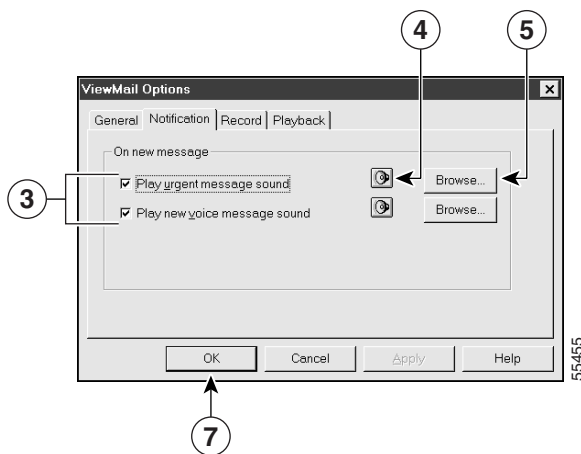 4
5
ViewMail Options
General Notification Record Playback
On new message
Play urgent message sound
Browse...
3
Play new voice message sound
Browse...
OK
Cancel
Apply
Help
55455
7